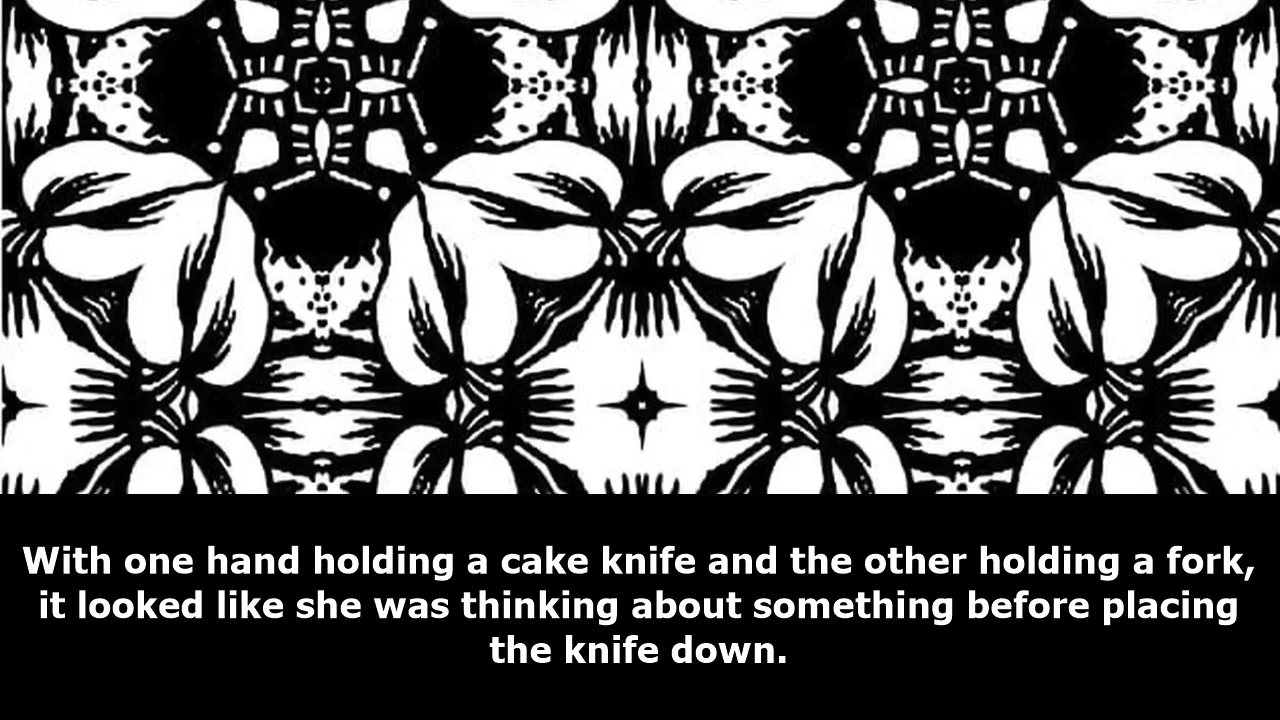 With one hand holding a cake knife and the other holding a fork,
it looked like she was thinking about something before placing
the knife down.